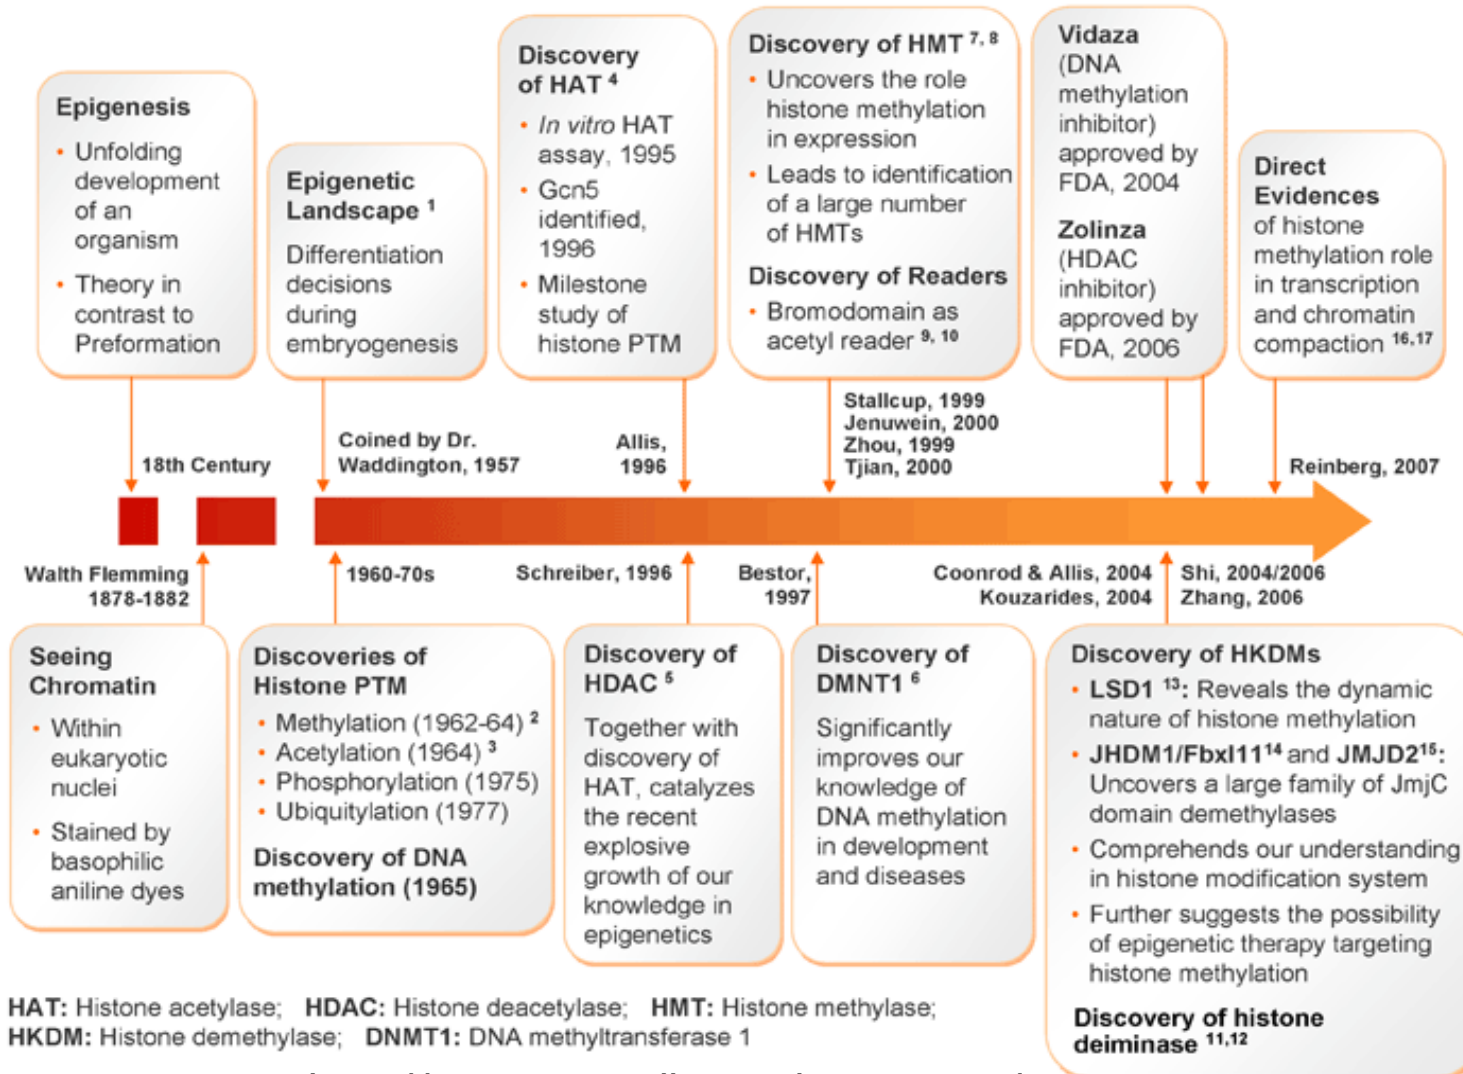 Epigenesis
• Unfolding
development
of an
organism
• Theory in
contrast to
Preformation
Epigenetic
Landscape 1
Differentiation
decisions
during
embryogenesis
Discovery
of HAT 4
• In vitro HAT
assay, 1995
• Gcn5
identified,
1996
• Milestone
study of
histone PTM
Discovery of HMT 7, 8
• Uncovers the role
histone methylation
in expression
• Leads to identification
of a large number
of HMTs
Discovery of Readers
• Bromodomain as
acetyl reader 9, 10
Vidaza
(DNA
methylation
inhibitor)
approved by
FDA, 2004
Zolinza
(HDAC
inhibitor)
approved by
FDA, 2006
Direct
Evidences
of histone
methylation role
in transcription
and chromatin
compaction 16,17
18th Century
Coined by Dr.
Waddington, 1957
Allis,
1996
Stallcup, 1999
Jenuwein, 2000
Zhou, 1999
Tjian, 2000
Reinberg, 2007
Walth Flemming
1878-1882
1960-70s
Schreiber, 1996
Bestor,
1997
Coonrod & Allis, 2004
Kouzarides, 2004
Shi, 2004/2006
Zhang, 2006
Seeing
Chromatin
• Within
eukaryotic
nuclei
• Stained by
basophilic
aniline dyes
Discoveries of
Histone PTM
• Methylation (1962-64) 2
• Acetylation (1964) 3
• Phosphorylation (1975)
• Ubiquitylation (1977)
Discovery of DNA
methylation (1965)
Discovery of
HDAC 5
Together with
discovery of
HAT, catalyzes
the recent
explosive
growth of our
knowledge in
epigenetics
Discovery of
DMNT1 6
Significantly
improves our
knowledge of
DNA methylation
in development
and diseases
Discovery of HKDMs
• LSD1 13: Reveals the dynamic
nature of histone methylation
• JHDM1/Fbxl11 14 and JMJD2 15:
Uncovers a large family of JmjC
domain demethylases
• Comprehends our understanding
in histone modification system
• Further suggests the possibility
of epigenetic therapy targeting
histone methylation
Discovery of histone
deiminase 11,12
HAT: Histone acetylase; HDAC: Histone deacetylase; HMT: Histone methylase;
HKDM: Histone demethylase; DNMT1: DNA methyltransferase 1